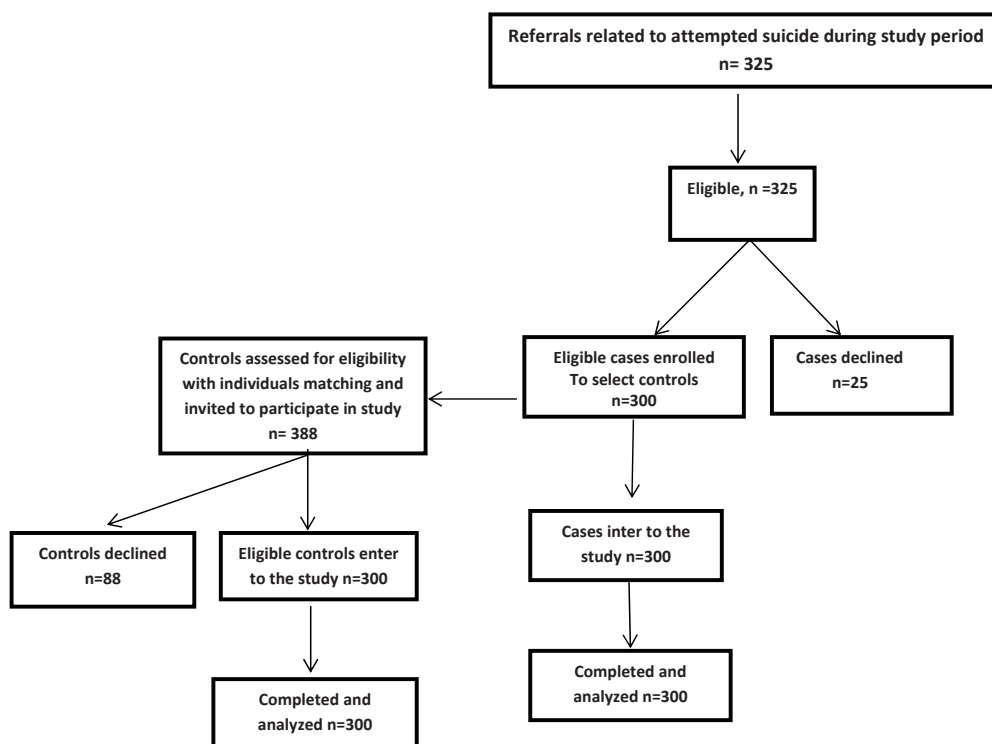 Referrals related to attempted suicide during study period
n= 325
Eligible, n =325
Controls assessed for eligibility
with individuals matching and
invited to participate in study
n= 388
Eligible cases enrolled
To select controls
n=300
Cases declined
n=25
Controls declined
n=88
Eligible controls enter
to the study n=300
Cases inter to the
study n=300
Completed and
analyzed n=300
Completed and
analyzed n=300